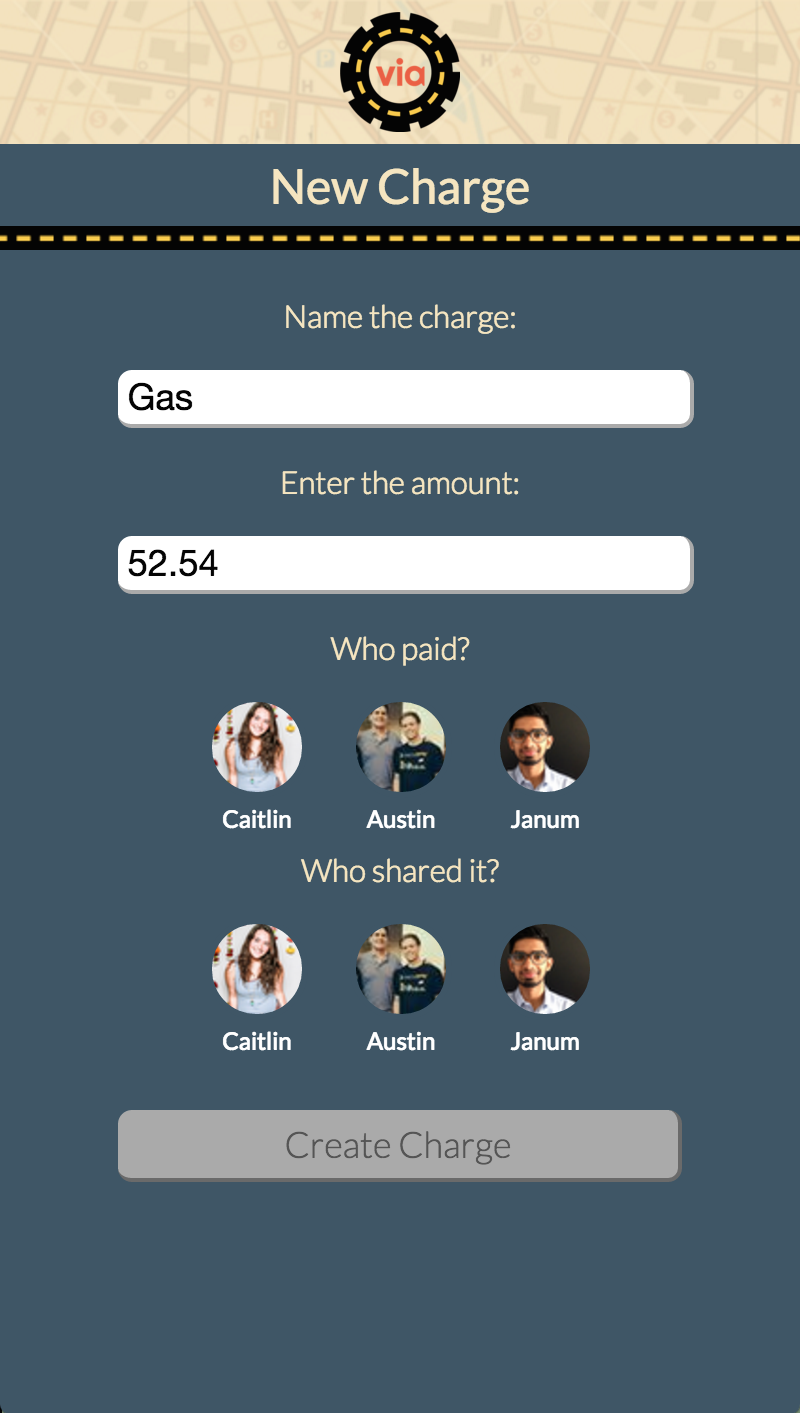 via
New Charge
Name the charge:
Gas
Enter the amount:
52.54
Who paid?
Caitlin Austin Janum
Who shared it?
Caitlin Austin Janum
Create Charge